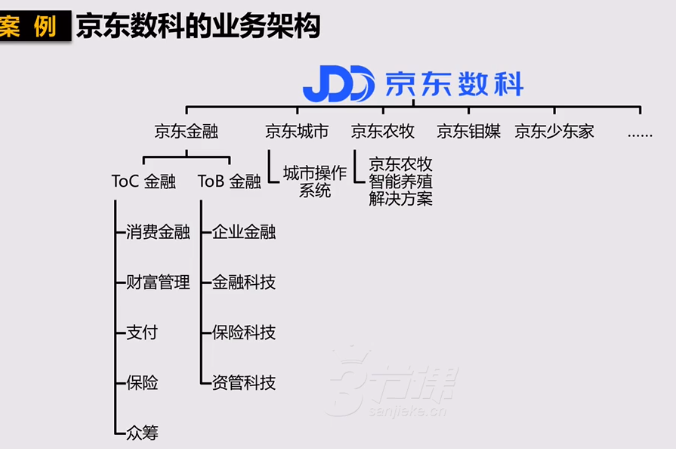 案 例
京东数科的业务架构
JDD 京东数科
京东金融
京东城市
京东农牧
京东钼媒
京东少东家
......
ToC 金融
ToB 金融
城市操作
系统
京东农牧
智能养殖
解决方案
消费金融
企业金融
财富管理
金融科技
支付
保险科技
保险
资管科技
众筹
3节课
sanjieke.cn